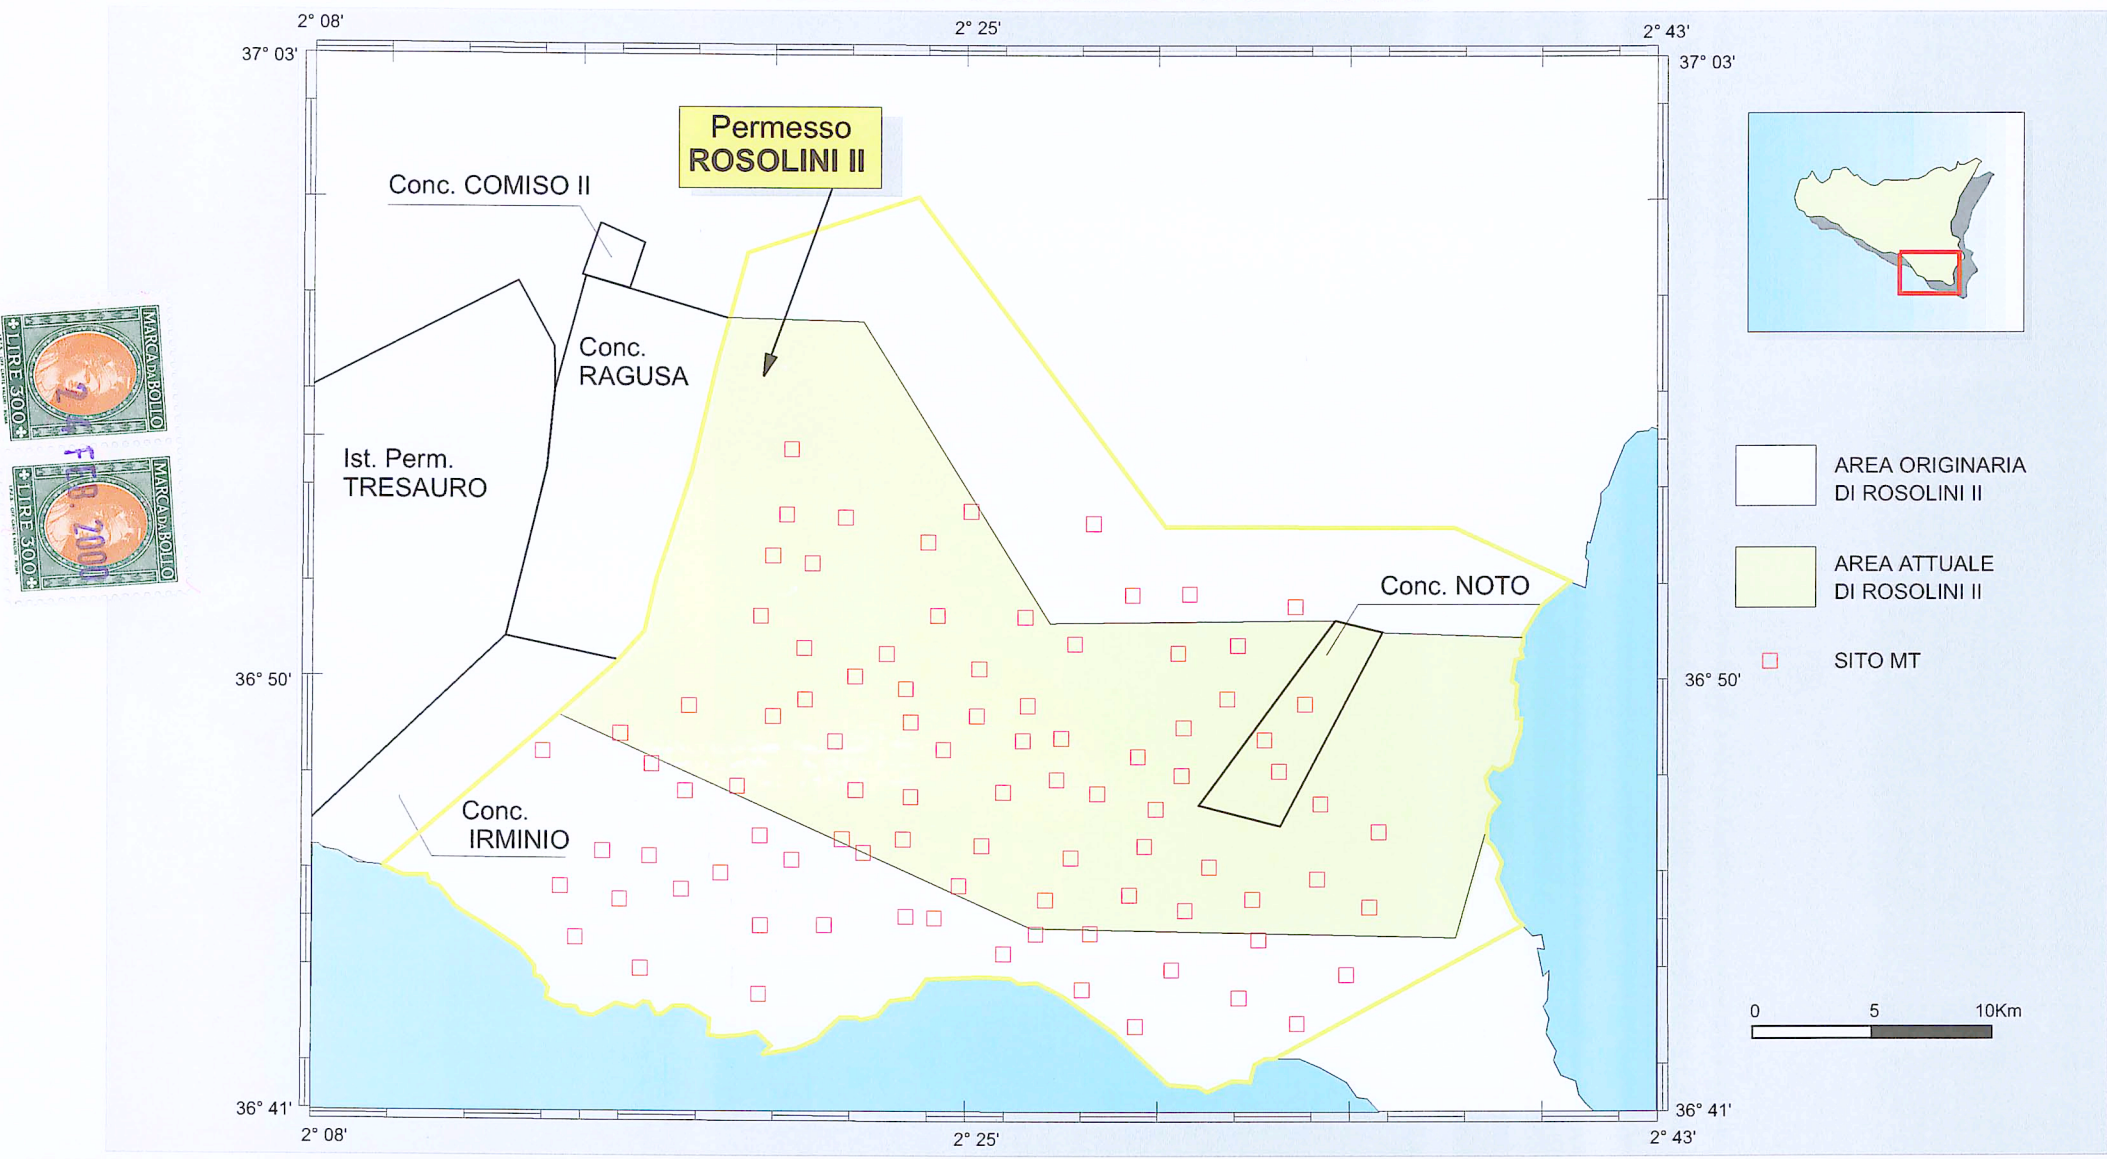 2° 08'
2° 25'
2° 43'
37° 03'
37° 03'
Permesso
ROSOLINI II
Conc. COMISO II
Conc.
RAGUSA
Ist. Perm.
TRESAURO
Conc. NOTO
Conc.
IRMINIO
36° 50'
36° 50'
36° 41'
36° 41'
2° 08'
2° 25'
2° 43'
AREA ORIGINARIA
DI ROSOLINI II
AREA ATTUALE
DI ROSOLINI II
SITO MT
0 5 10Km
MARCA DA BOLLO
LIRE 300
MARCA DA BOLLO
LIRE 300
FEB. 2000